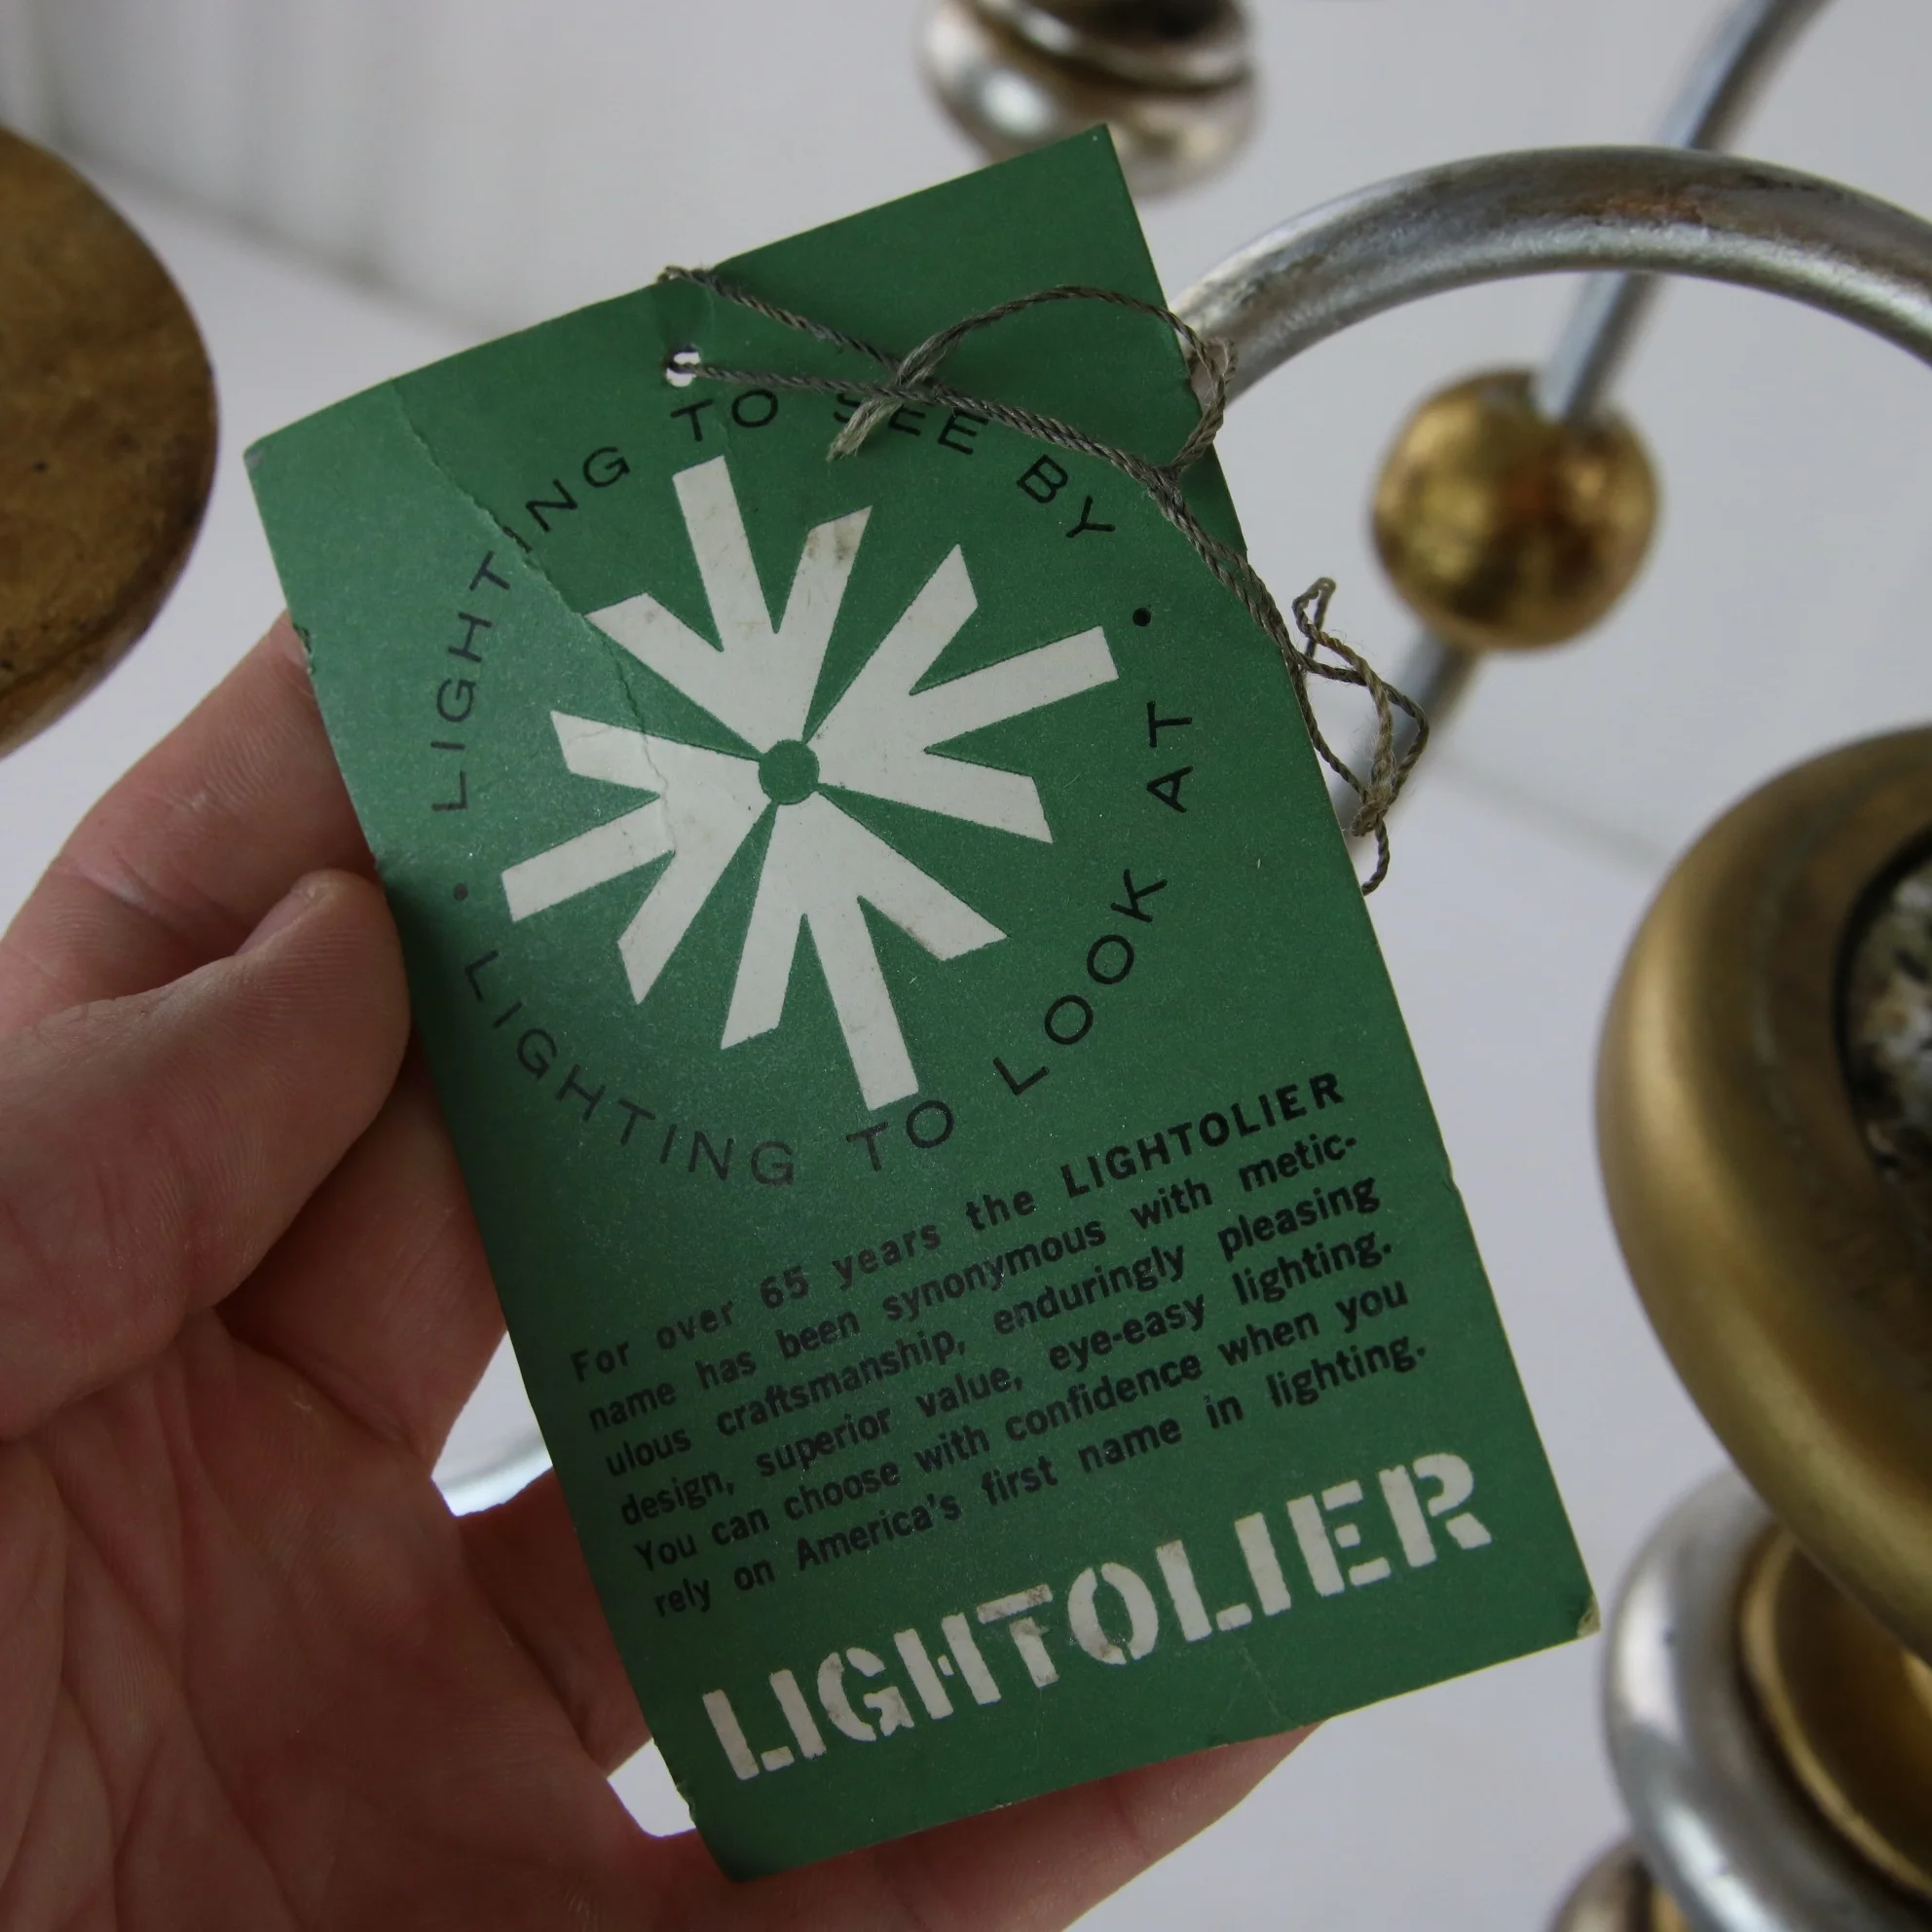 LIGHTING TO SEE BY •
LIGHTING TO LOOK AT •
For over 65 years the LIGHTOLIER
name has been synonymous with metic-
ulous craftsmanship, enduringly pleasing
design, superior value, eye-easy lighting.
You can choose with confidence when you
rely on America's first name in lighting.
LIGHTOLIER